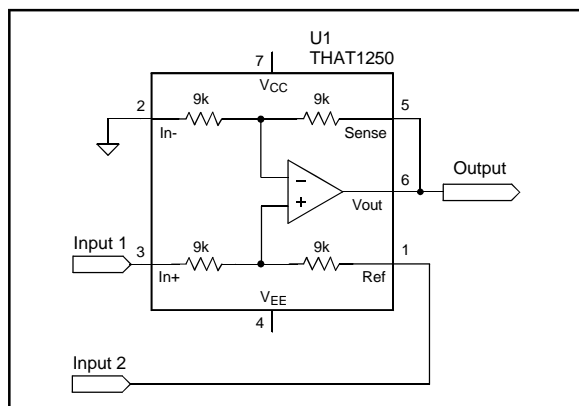 U1
THAT1250
7
VCC
2
9k
9k
5
In-
Sense
Output
-
6
+
Vout
Input 1
3
9k
9k
1
In+
Ref
VEE
4
Input 2